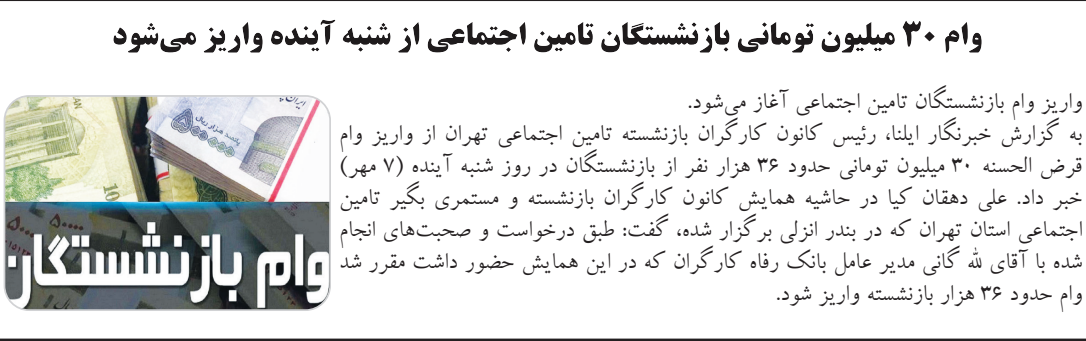 وام ۳۰ میلیون تومانی بازنشستگان تامین اجتماعی از شنبه آینده واریز می‌شود
واریز وام بازنشستگان تامین اجتماعی آغاز می‌شود.
به گزارش خبرنگار ایلنا، رئیس کانون کارگران بازنشسته تامین اجتماعی تهران از واریز وام
قرض الحسنه ۳۰ میلیون تومانی حدود ۳۶ هزار نفر از بازنشستگان در روز شنبه آینده (۷ مهر)
خبر داد. علی دهقان کیا در حاشیه همایش کانون کارگران بازنشسته و مستمری بگیر تامین
اجتماعی استان تهران که در بندر انزلی برگزار شده، گفت: طبق درخواست و صحبت‌های انجام
شده با آقای لله گانی مدیر عامل بانک رفاه کارگران که در این همایش حضور داشت مقرر شد
وام حدود ۳۶ هزار بازنشسته واریز شود.
ایران
پانصد هزار ریال
۵۰۰۰۰۰
وام بازنشستگان